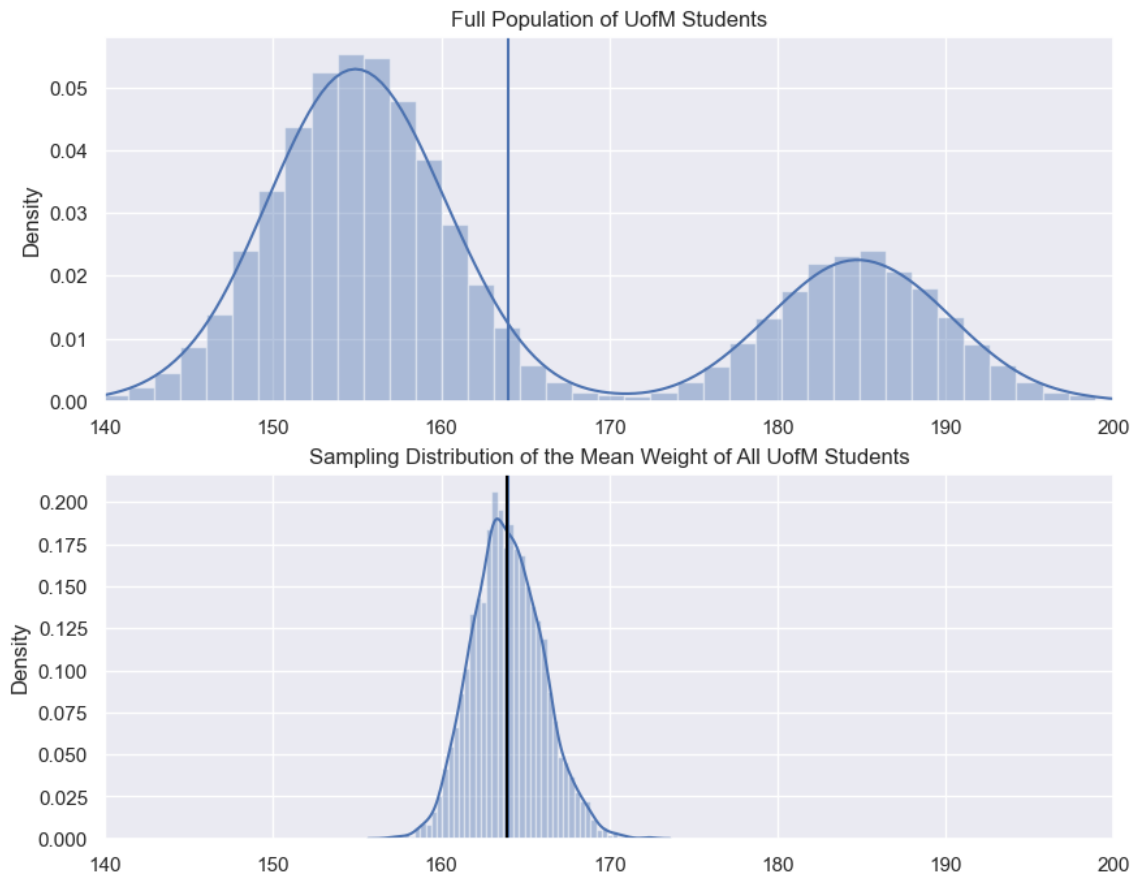 Full Population of UofM Students
Density
0.05
0.04
0.03
0.02
0.01
0.00
140 150 160 170 180 190 200
Sampling Distribution of the Mean Weight of All UofM Students
Density
0.200
0.175
0.150
0.125
0.100
0.075
0.050
0.025
0.000
140 150 160 170 180 190 200